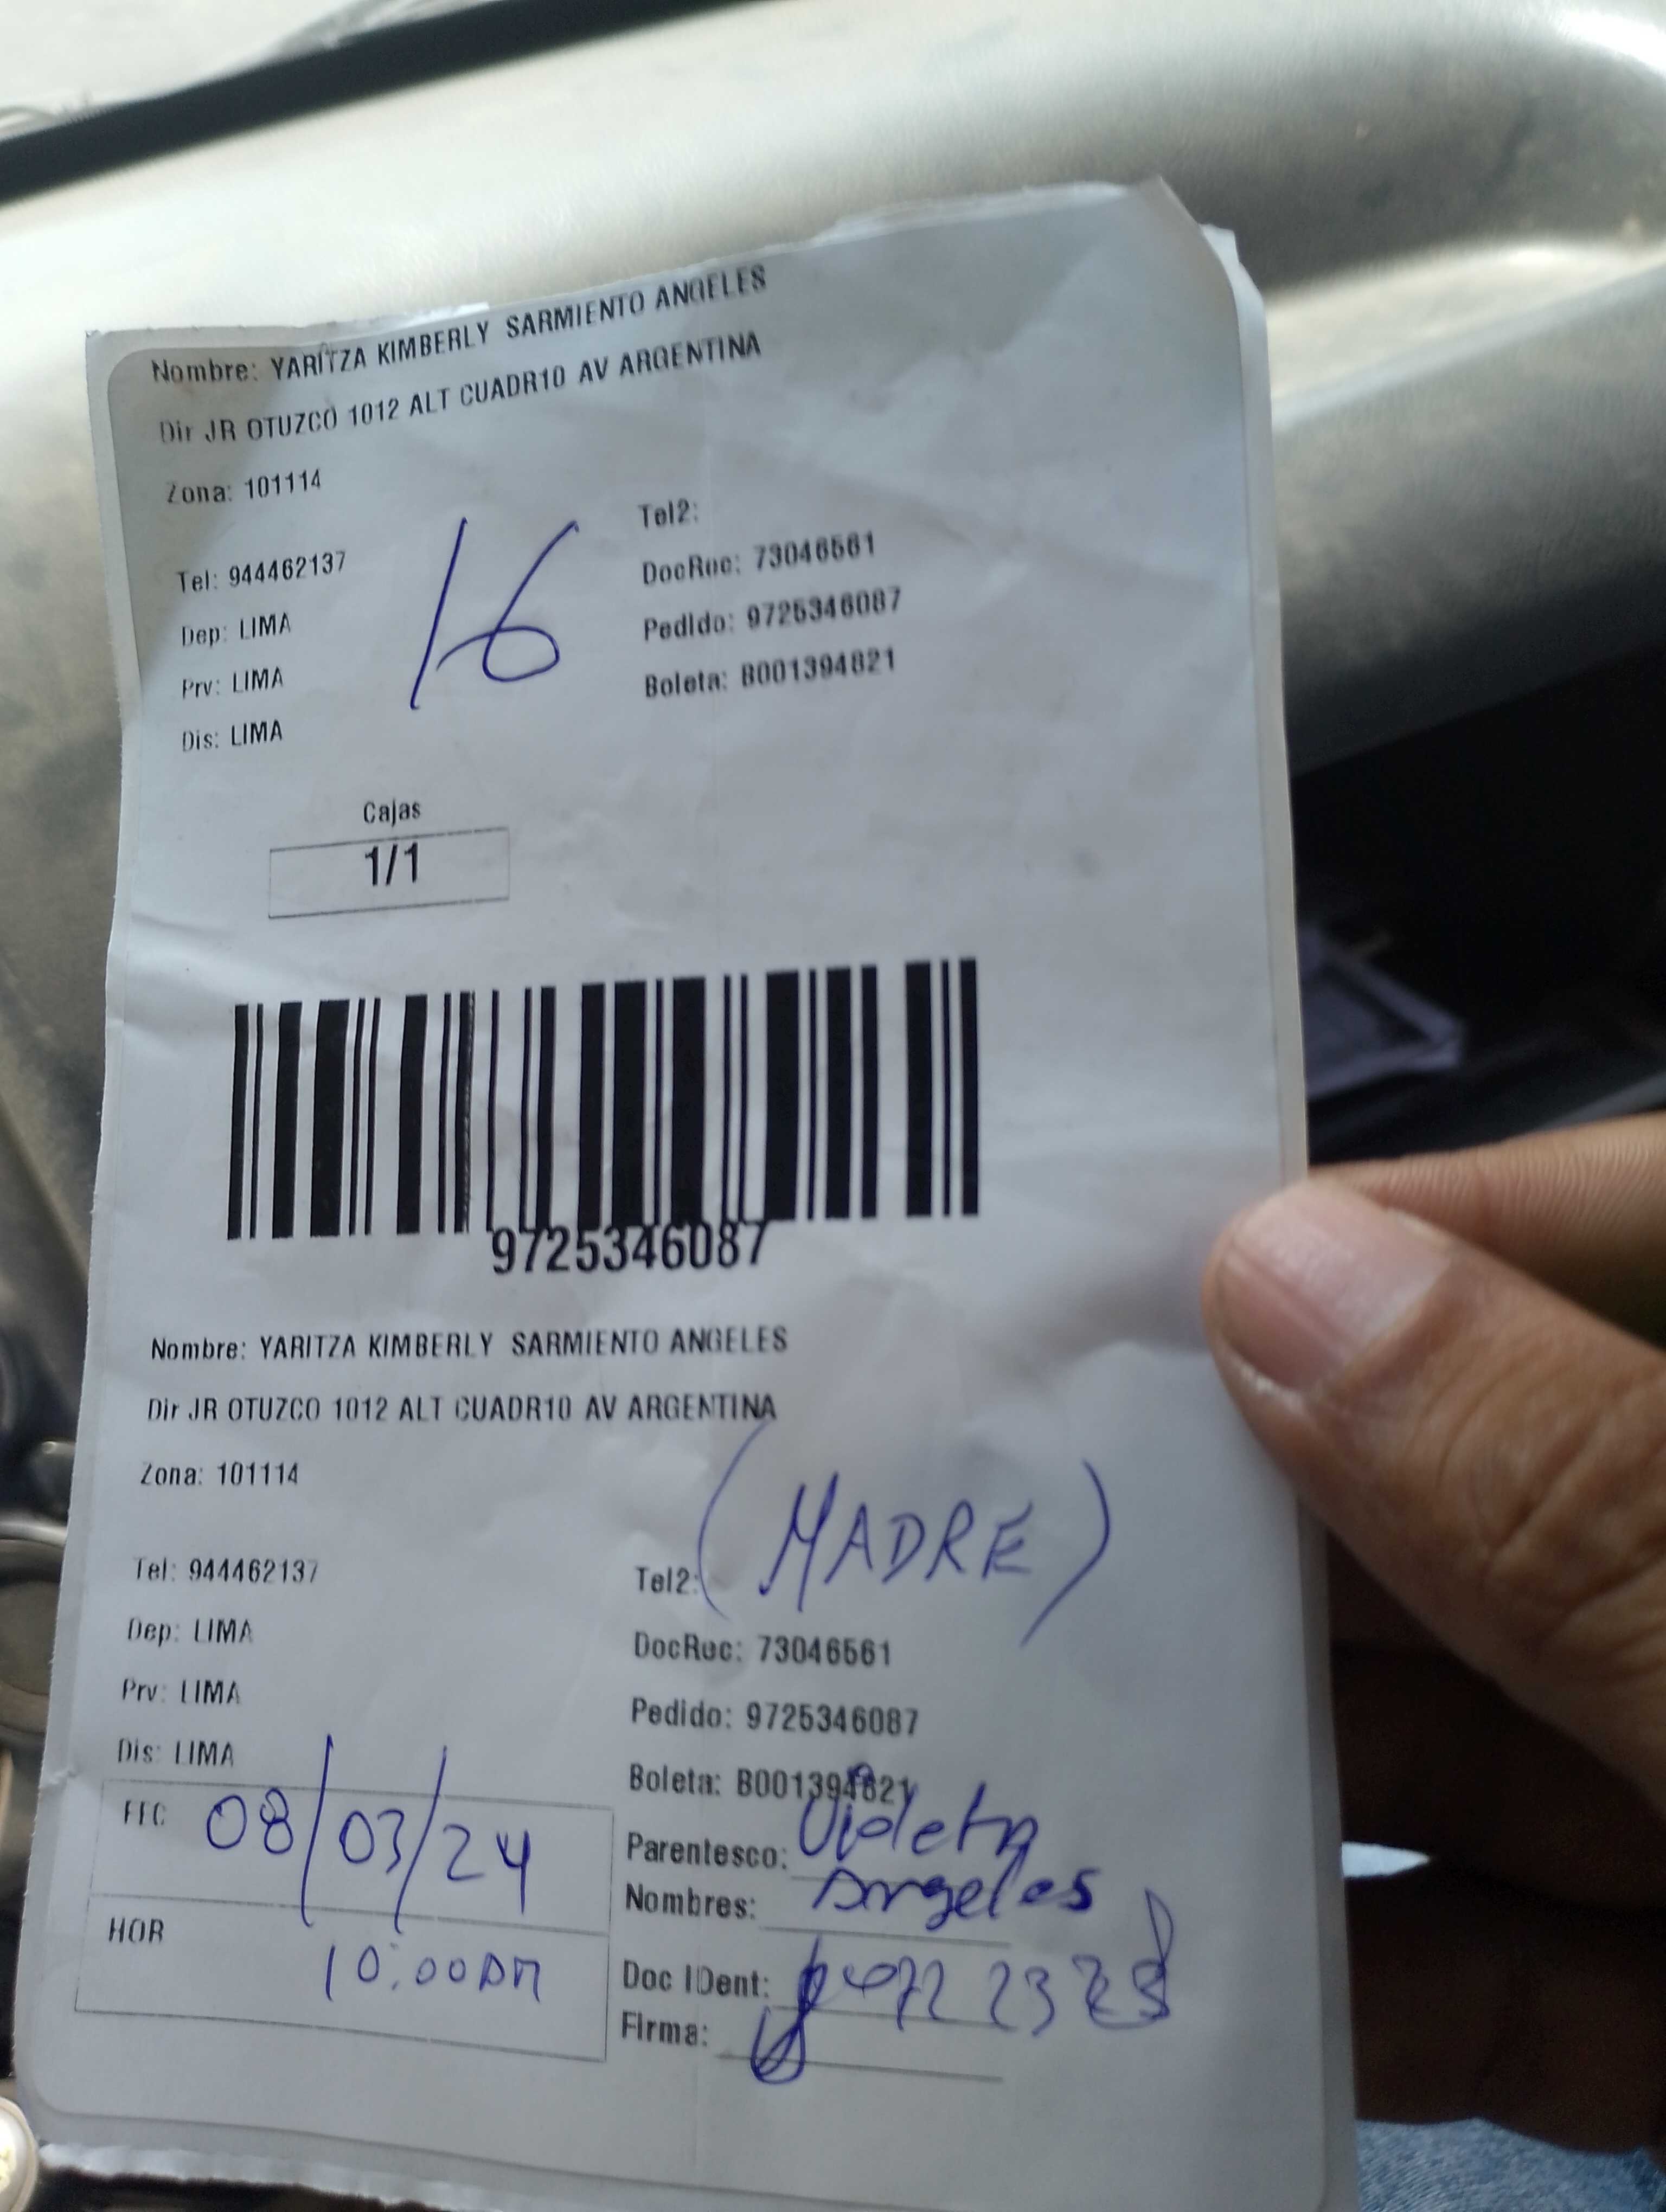 Nombre: YARITZA KIMBERLY SARMIENTO ANGELES
Dir JR OTUZCO 1012 ALT CUADR10 AV ARGENTINA
Zona: 101114
Tel2:
Tel: 944462137
DocRec: 73046561
Dep: LIMA
Pedido: 9725346087
Prv: LIMA
Boleta: B001394821
Dis: LIMA
16
Cajas
1/1
9725346087
Nombre: YARITZA KIMBERLY SARMIENTO ANGELES
Dir JR OTUZCO 1012 ALT CUADR10 AV ARGENTINA
Zona: 101114
(MADRE)
Tel: 944462137
Tel2:
Dep: LIMA
DocRec: 73046561
Prv: LIMA
Pedido: 9725346087
Dis: LIMA
Boleta: B001394821
FEC 08/03/24
Parentesco: Violeta
Nombres: Angeles
HOR 10:00AM
Doc IDent:
Firma: